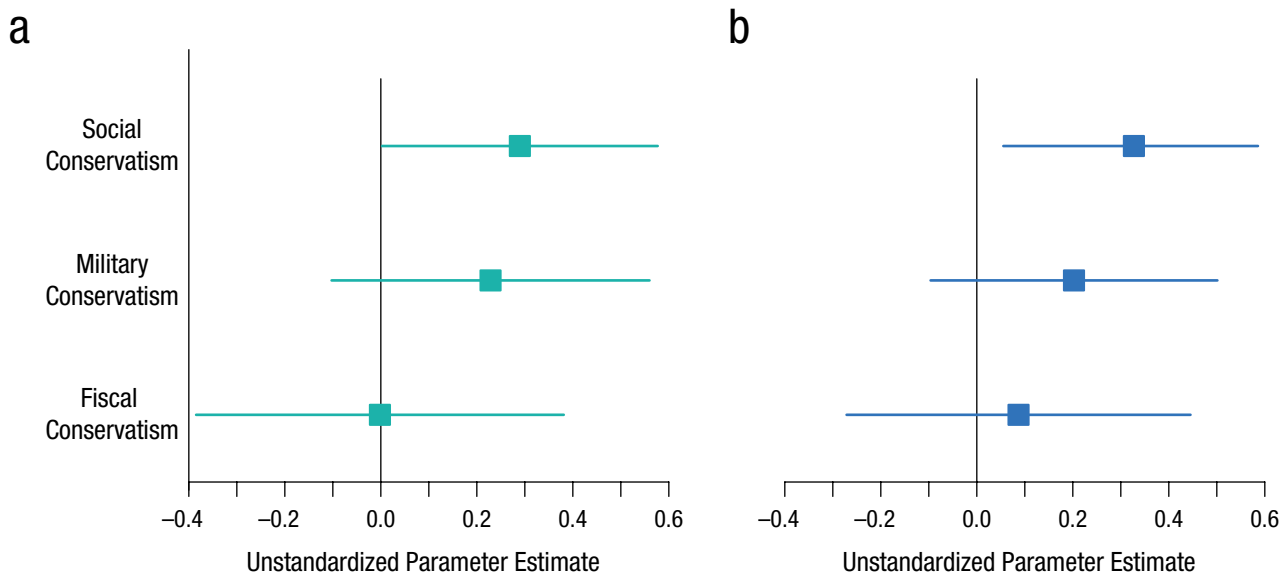 a
b
Social
Conservatism
Military
Conservatism
Fiscal
Conservatism
–0.4 –0.2 0.0 0.2 0.4 0.6
Unstandardized Parameter Estimate
–0.4 –0.2 0.0 0.2 0.4 0.6
Unstandardized Parameter Estimate